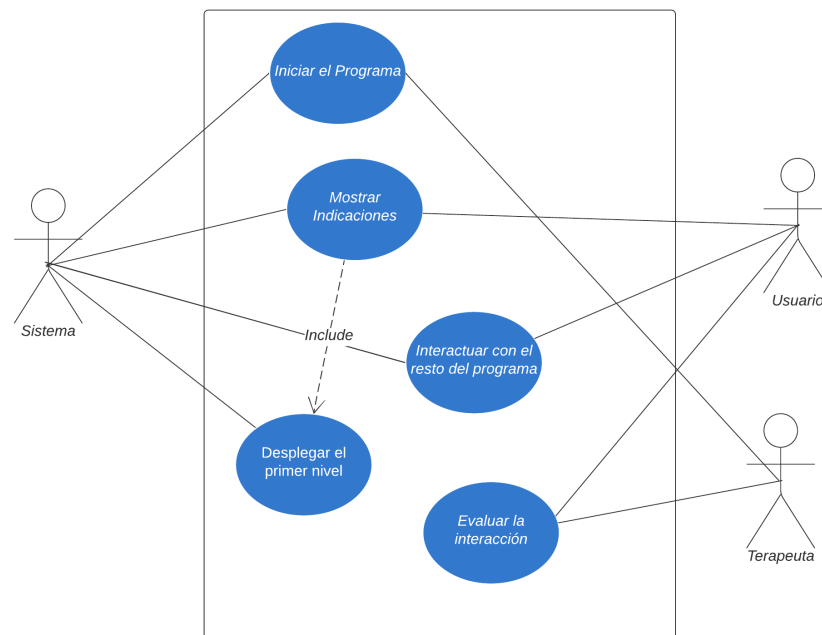 Iniciar el Programa
Mostrar
Indicaciones
Sistema
Usuario
Include
Interactuar con el
resto del programa
Desplegar el
primer nivel
Evaluar la
interacción
Terapeuta